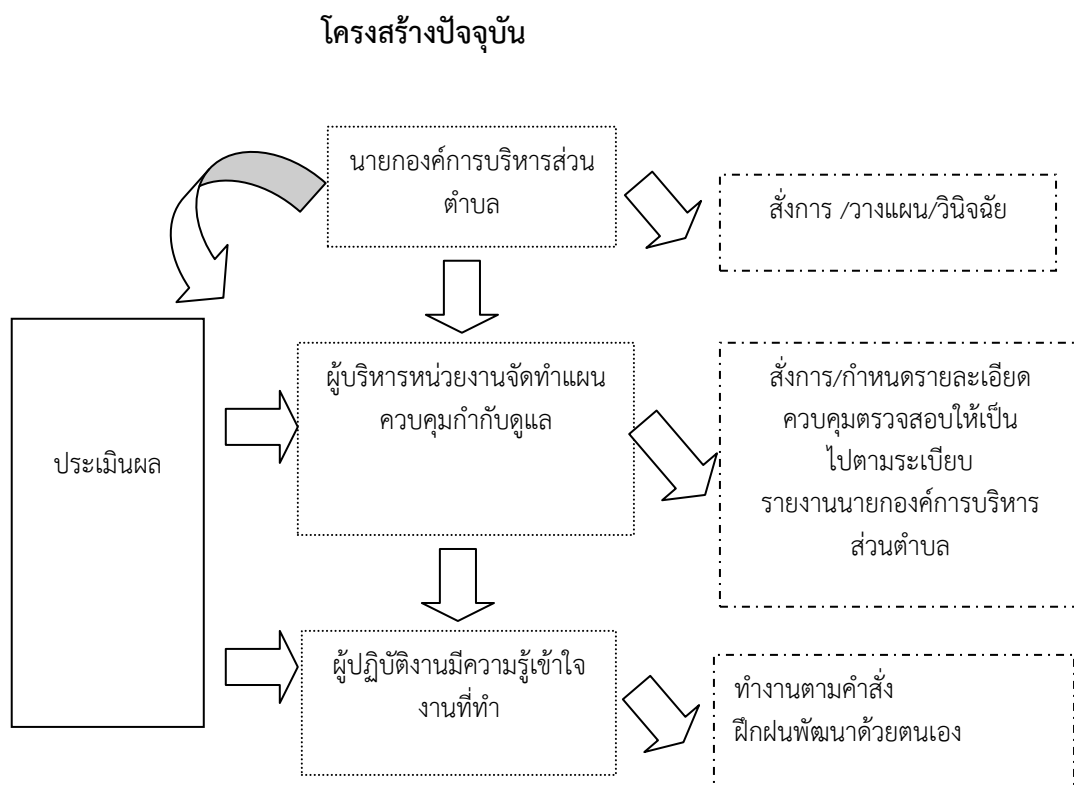 โครงสร้างปัจจุบัน
นายกองค์การบริหารส่วน
ตำบล
สั่งการ /วางแผน/วินิจฉัย
ประเมินผล
ผู้บริหารหน่วยงานจัดทำแผน
ควบคุมกำกับดูแล
สั่งการ/กำหนดรายละเอียด
ควบคุมตรวจสอบให้เป็น
ไปตามระเบียบ
รายงานนายกองค์การบริหาร
ส่วนตำบล
ผู้ปฏิบัติงานมีความรู้เข้าใจ
งานที่ทำ
ทำงานตามคำสั่ง
ฝึกฝนพัฒนาด้วยตนเอง